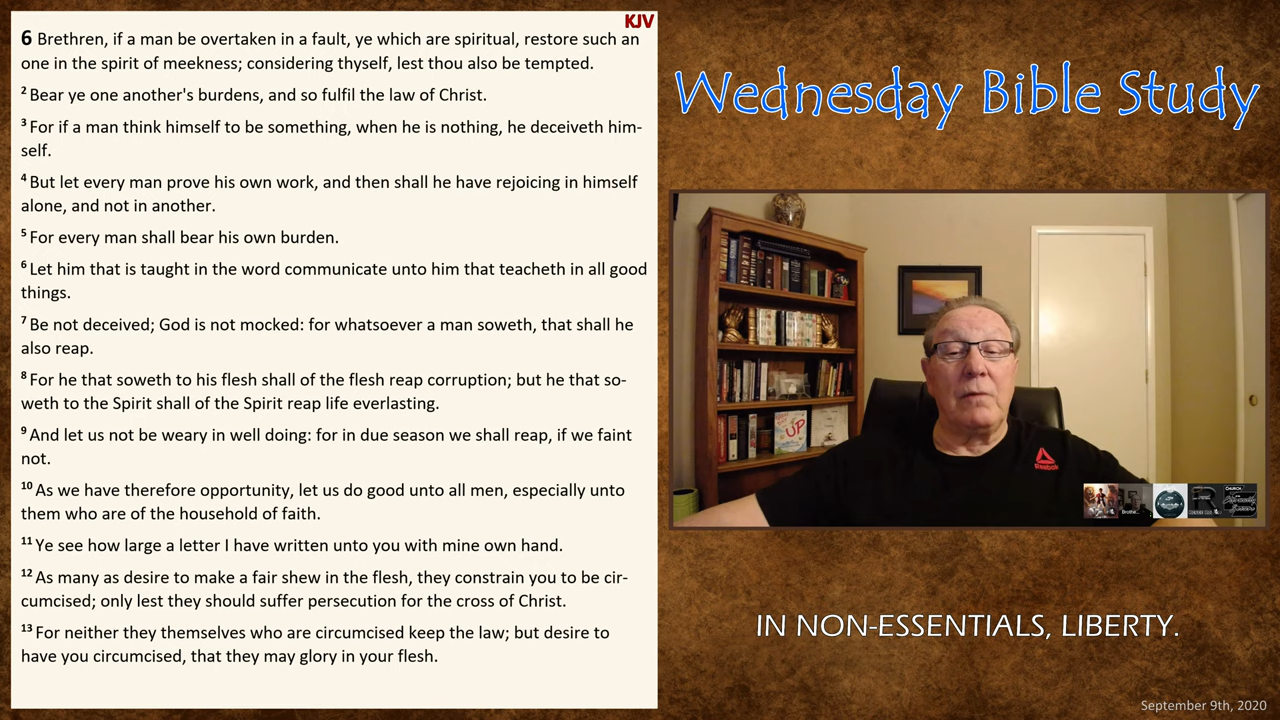 KJV
6 Brethren, if a man be overtaken in a fault, ye which are spiritual, restore such an
one in the spirit of meekness; considering thyself, lest thou also be tempted.
2 Bear ye one another's burdens, and so fulfil the law of Christ.
3 For if a man think himself to be something, when he is nothing, he deceiveth him-
self.
4 But let every man prove his own work, and then shall he have rejoicing in himself
alone, and not in another.
5 For every man shall bear his own burden.
6 Let him that is taught in the word communicate unto him that teacheth in all good
things.
7 Be not deceived; God is not mocked: for whatsoever a man soweth, that shall he
also reap.
8 For he that soweth to his flesh shall of the flesh reap corruption; but he that so-
weth to the Spirit shall of the Spirit reap life everlasting.
9 And let us not be weary in well doing: for in due season we shall reap, if we faint
not.
10 As we have therefore opportunity, let us do good unto all men, especially unto
them who are of the household of faith.
11 Ye see how large a letter I have written unto you with mine own hand.
12 As many as desire to make a fair shew in the flesh, they constrain you to be cir-
cumcised; only lest they should suffer persecution for the cross of Christ.
13 For neither they themselves who are circumcised keep the law; but desire to
have you circumcised, that they may glory in your flesh.
Wednesday Bible Study
UP
Reebok
IN NON-ESSENTIALS, LIBERTY.
September 9th, 2020